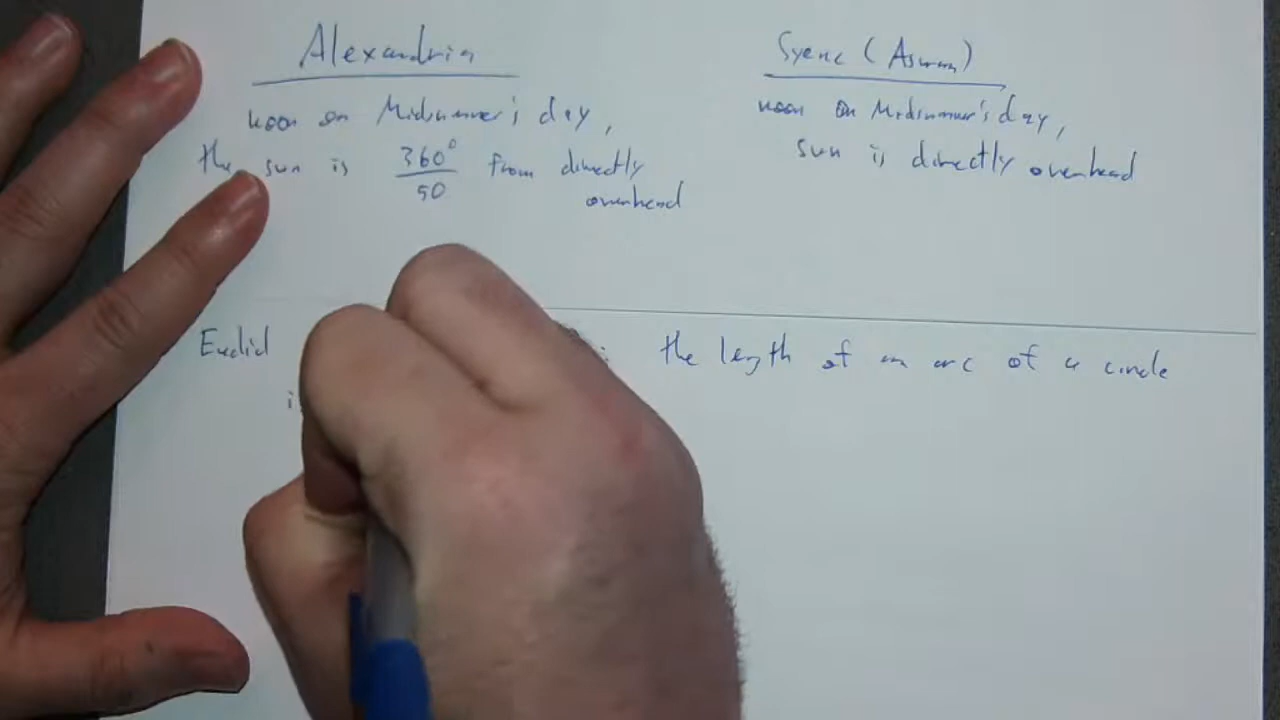 Alexandria
noon on Midsummer's day,
the sun is 360°
50
from directly
overhead
Syene (Aswan)
noon on Midsummer's day,
sun is directly overhead
Euclid
the length of an arc of a circle